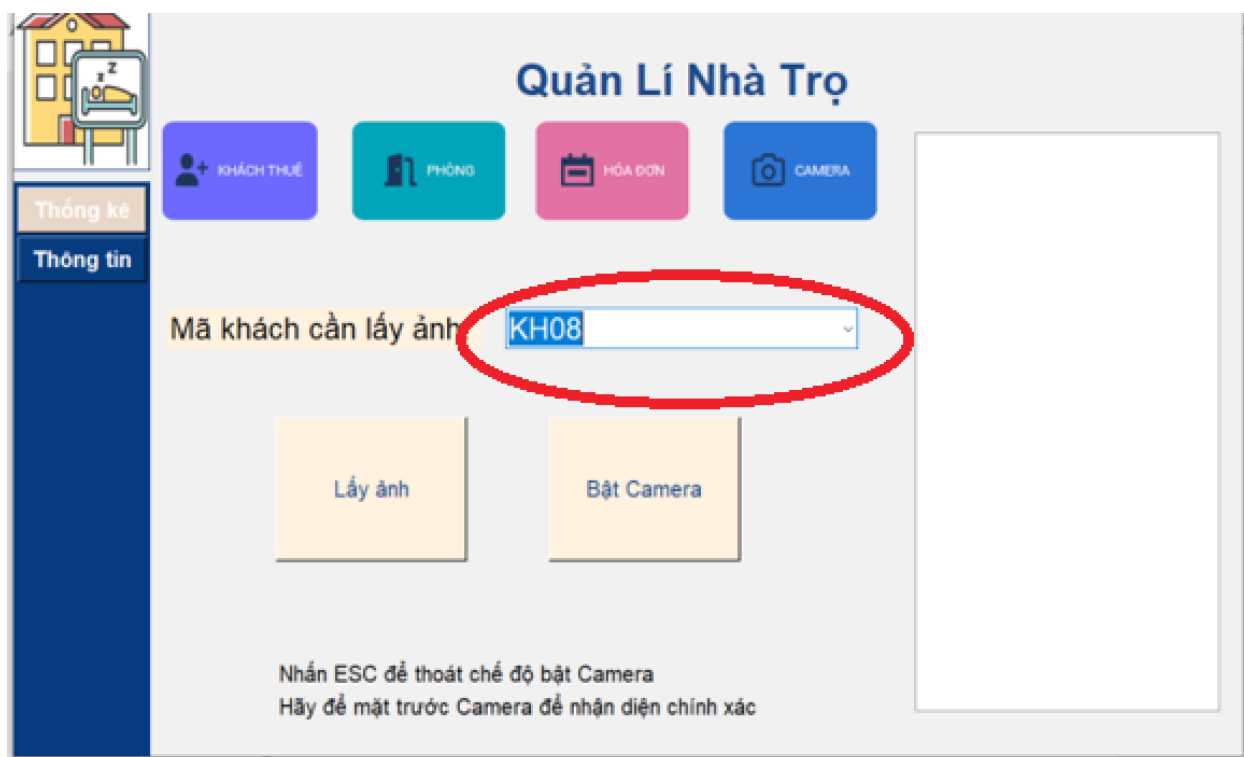 Quản Lí Nhà Trọ
KHÁCH THUÊ
PHÒNG
HÓA ĐƠN
CAMERA
Thống kê
Thông tin
Mã khách cần lấy ảnh:
KH08
Lấy ảnh
Bật Camera
Nhấn ESC để thoát chế độ bật Camera
Hãy để mặt trước Camera để nhận diện chính xác
z z